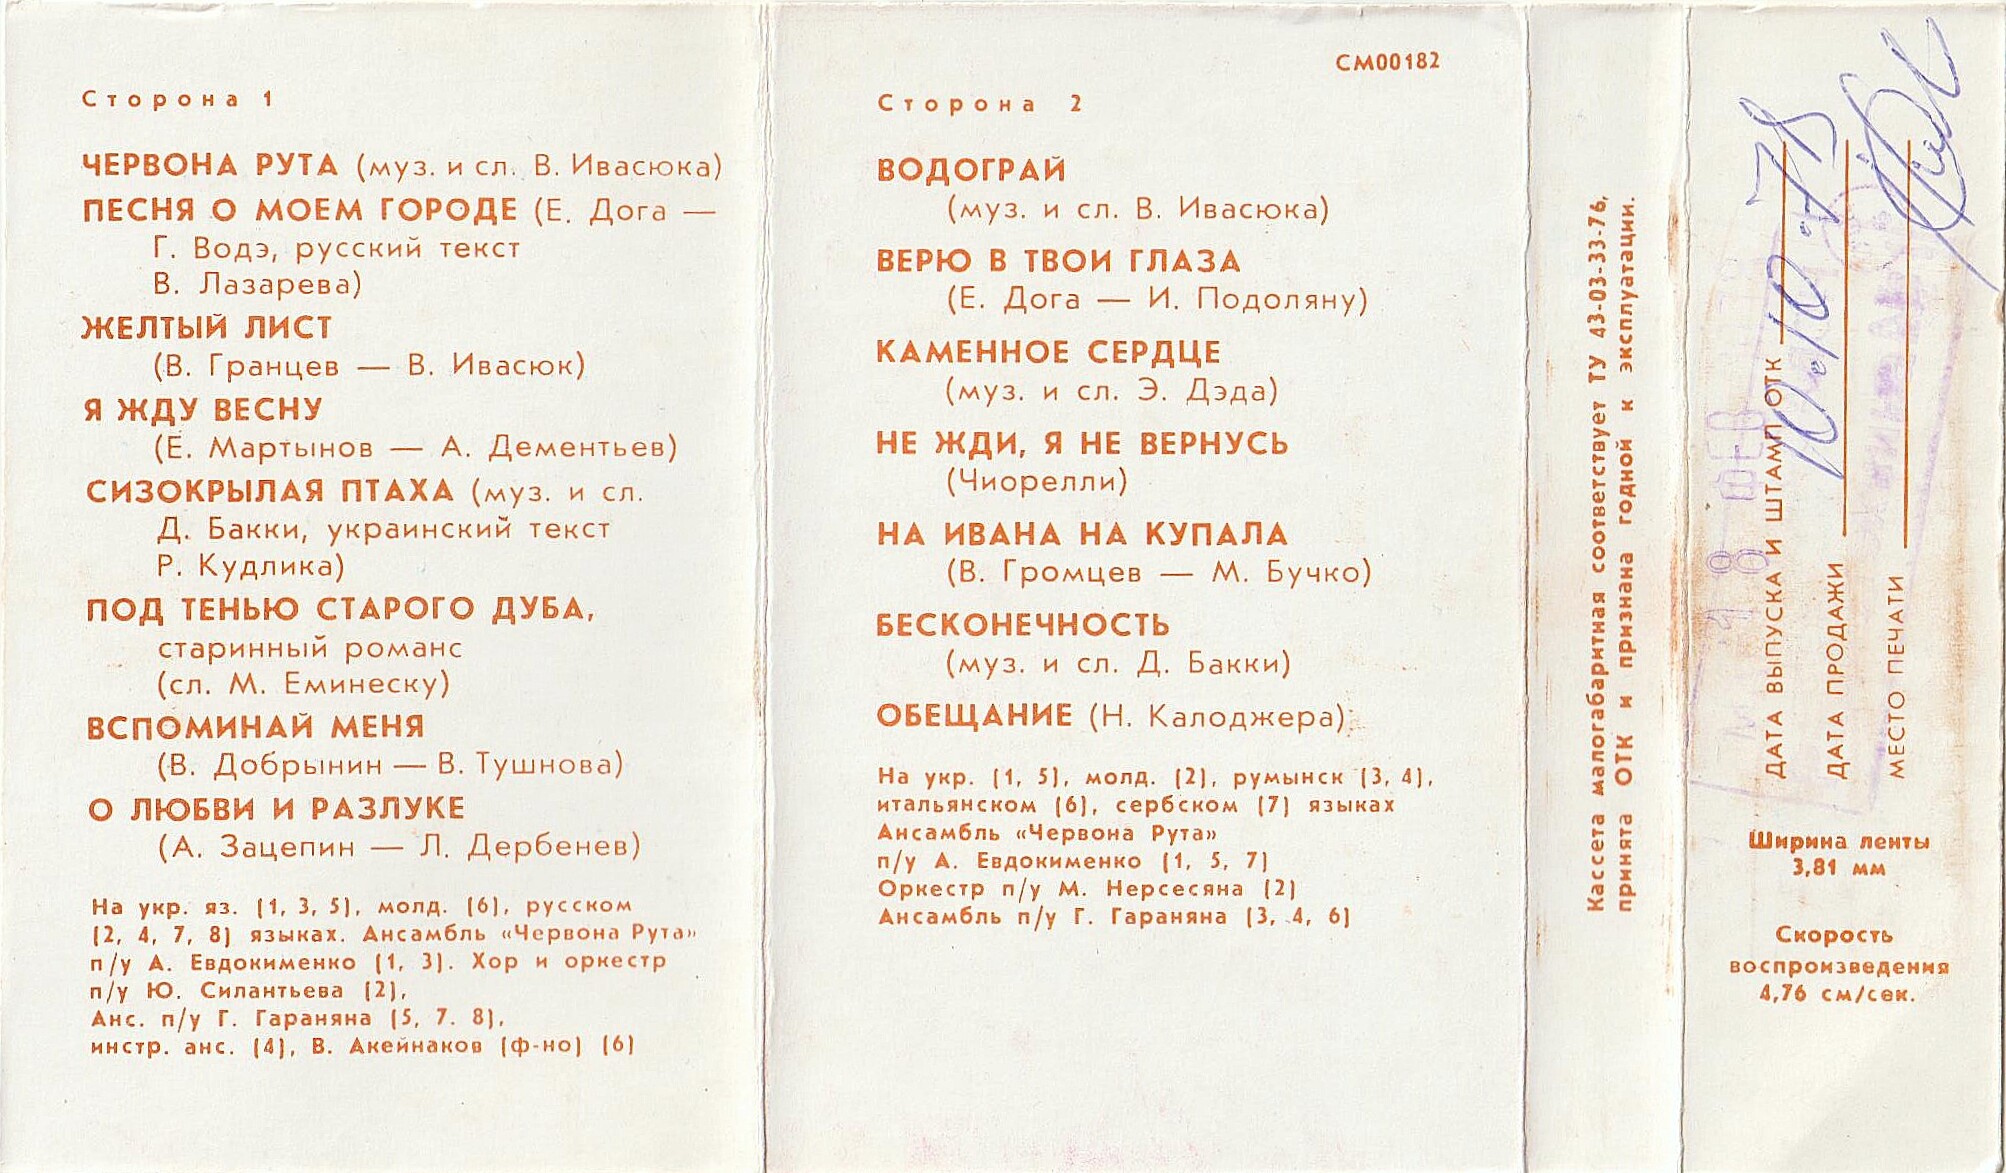 Сторона 1
ЧЕРВОНА РУТА (муз. и сл. В. Ивасюка)
ПЕСНЯ О МОЕМ ГОРОДЕ (Е. Дога —
Г. Водэ, русский текст
В. Лазарева)
ЖЕЛТЫЙ ЛИСТ
(В. Гранцев — В. Ивасюк)
Я ЖДУ ВЕСНУ
(Е. Мартынов — А. Дементьев)
СИЗОКРЫЛАЯ ПТАХА (муз. и сл.
Д. Бакки, украинский текст
Р. Кудлика)
ПОД ТЕНЬЮ СТАРОГО ДУБА,
старинный романс
(сл. М. Еминеску)
ВСПОМИНАЙ МЕНЯ
(В. Добрынин — В. Тушнова)
О ЛЮБВИ И РАЗЛУКЕ
(А. Зацепин — Л. Дербенев)
На укр. яз. (1, 3, 5), молд. (6), русском
(2, 4, 7, 8) языках. Ансамбль «Червона Рута»
п/у А. Евдокименко (1, 3). Хор и оркестр
п/у Ю. Силантьева (2),
Анс. п/у Г. Гараняна (5, 7. 8),
инстр. анс. (4), В. Акейнаков (ф-но) (6)
СМ00182
Сторона 2
ВОДОГРАЙ
(муз. и сл. В. Ивасюка)
ВЕРЮ В ТВОИ ГЛАЗА
(Е. Дога — И. Подоляну)
КАМЕННОЕ СЕРДЦЕ
(муз. и сл. Э. Дэда)
НЕ ЖДИ, Я НЕ ВЕРНУСЬ
(Чиорелли)
НА ИВАНА НА КУПАЛА
(В. Громцев — М. Бучко)
БЕСКОНЕЧНОСТЬ
(муз. и сл. Д. Бакки)
ОБЕЩАНИЕ (Н. Калоджера)
На укр. (1, 5), молд. (2), румынск (3, 4),
итальянском (6), сербском (7) языках
Ансамбль «Червона Рута»
п/у А. Евдокименко (1, 5, 7)
Оркестр п/у М. Нерсесяна (2)
Ансамбль п/у Г. Гараняна (3, 4, 6)
Кассета малогабаритная соответствует ТУ 43-03-33-76,
принята ОТК и признана годной к эксплуатации.
ДАТА ВЫПУСКА И ШТАМП ОТК
ДАТА ПРОДАЖИ
10.10.78
МЕСТО ПЕЧАТИ
Ширина ленты
3,81 мм
Скорость
воспроизведения
4,76 см/сек.